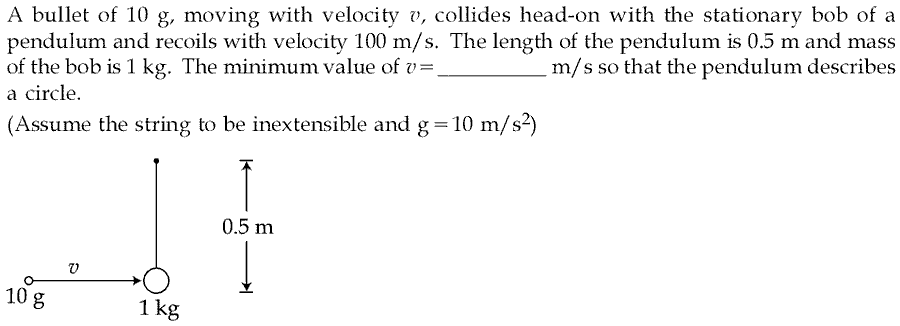 A bullet of 10 g, moving with velocity v, collides head-on with the stationary bob of a
pendulum and recoils with velocity 100 m/s. The length of the pendulum is 0.5 m and mass
of the bob is 1 kg. The minimum value of v=__________ m/s so that the pendulum describes
a circle.
(Assume the string to be inextensible and g=10 m/s²)
0.5 m
v
10 g
1 kg